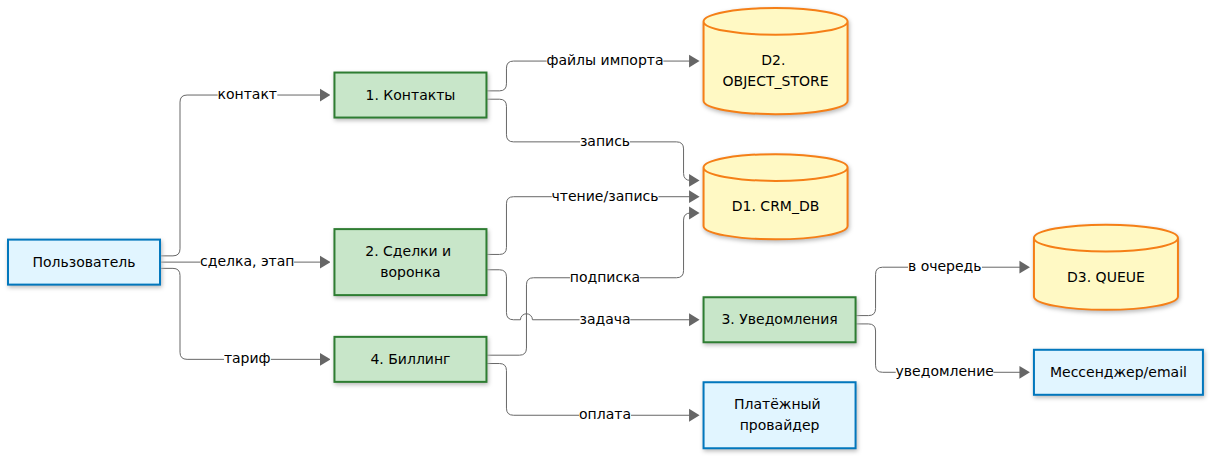 файлы импорта
D2.
OBJECT_STORE
контакт
1. Контакты
запись
чтение/запись
D1. CRM_DB
Пользователь
сделка, этап
2. Сделки и
воронка
подписка
в очередь
D3. QUEUE
задача
3. Уведомления
тариф
4. Биллинг
уведомление
Мессенджер/email
оплата
Платёжный
провайдер